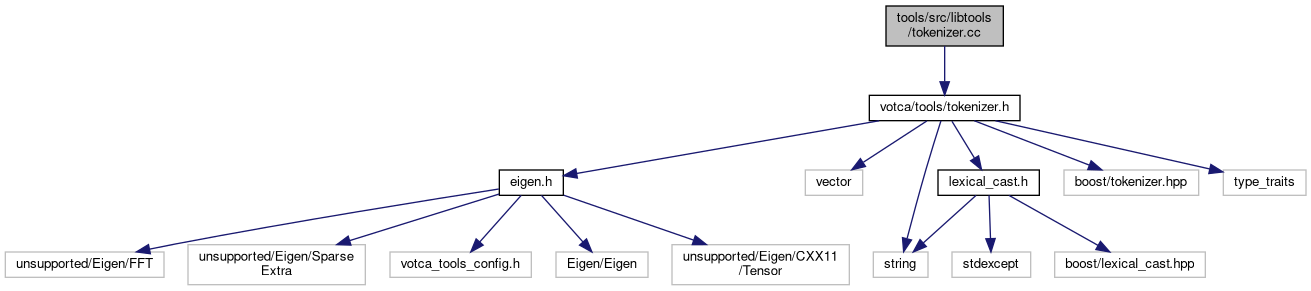 tools/src/libtools
/tokenizer.cc
votca/tools/tokenizer.h
eigen.h
vector
lexical_cast.h
boost/tokenizer.hpp
type_traits
unsupported/Eigen/FFT
unsupported/Eigen/Sparse
Extra
votca_tools_config.h
Eigen/Eigen
unsupported/Eigen/CXX11
/Tensor
string
stdexcept
boost/lexical_cast.hpp